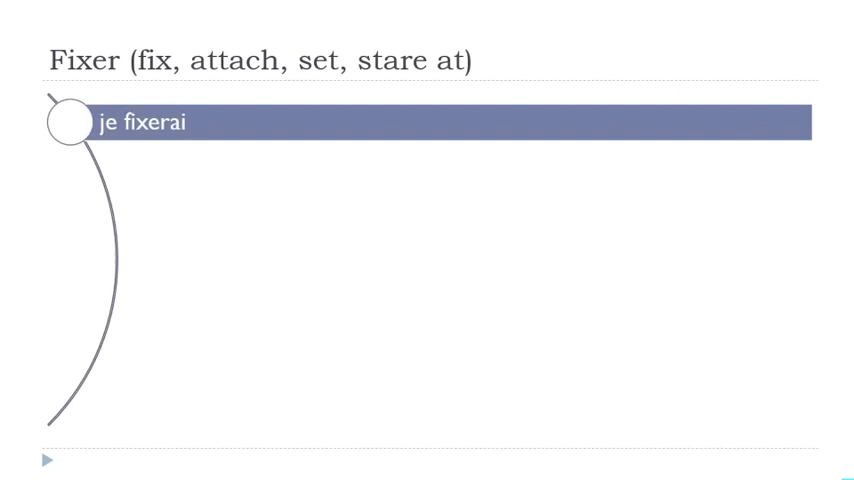 Fixer (fix, attach, set, stare at)
je fixerai